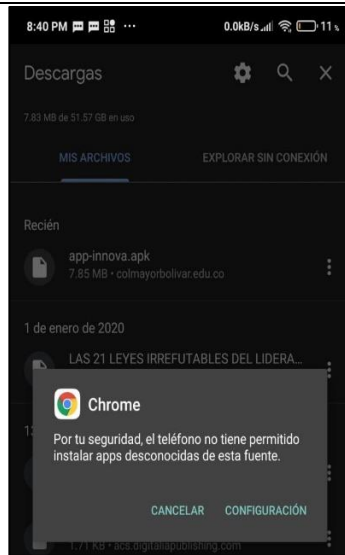 8:40 PM ... 0.0kB/s 11%
Descargas
7.83 MB de 51.57 GB en uso
MIS ARCHIVOS EXPLORAR SIN CONEXIÓN
Recién
app-innova.apk
7.85 MB • colmayorbolivar.edu.co
1 de enero de 2020
LAS 21 LEYES IRREFUTABLES DEL LIDERA...
Chrome
Por tu seguridad, el teléfono no tiene permitido
instalar apps desconocidas de esta fuente.
CANCELAR CONFIGURACIÓN
1.71 KB • acs.digitaliapublishing.com